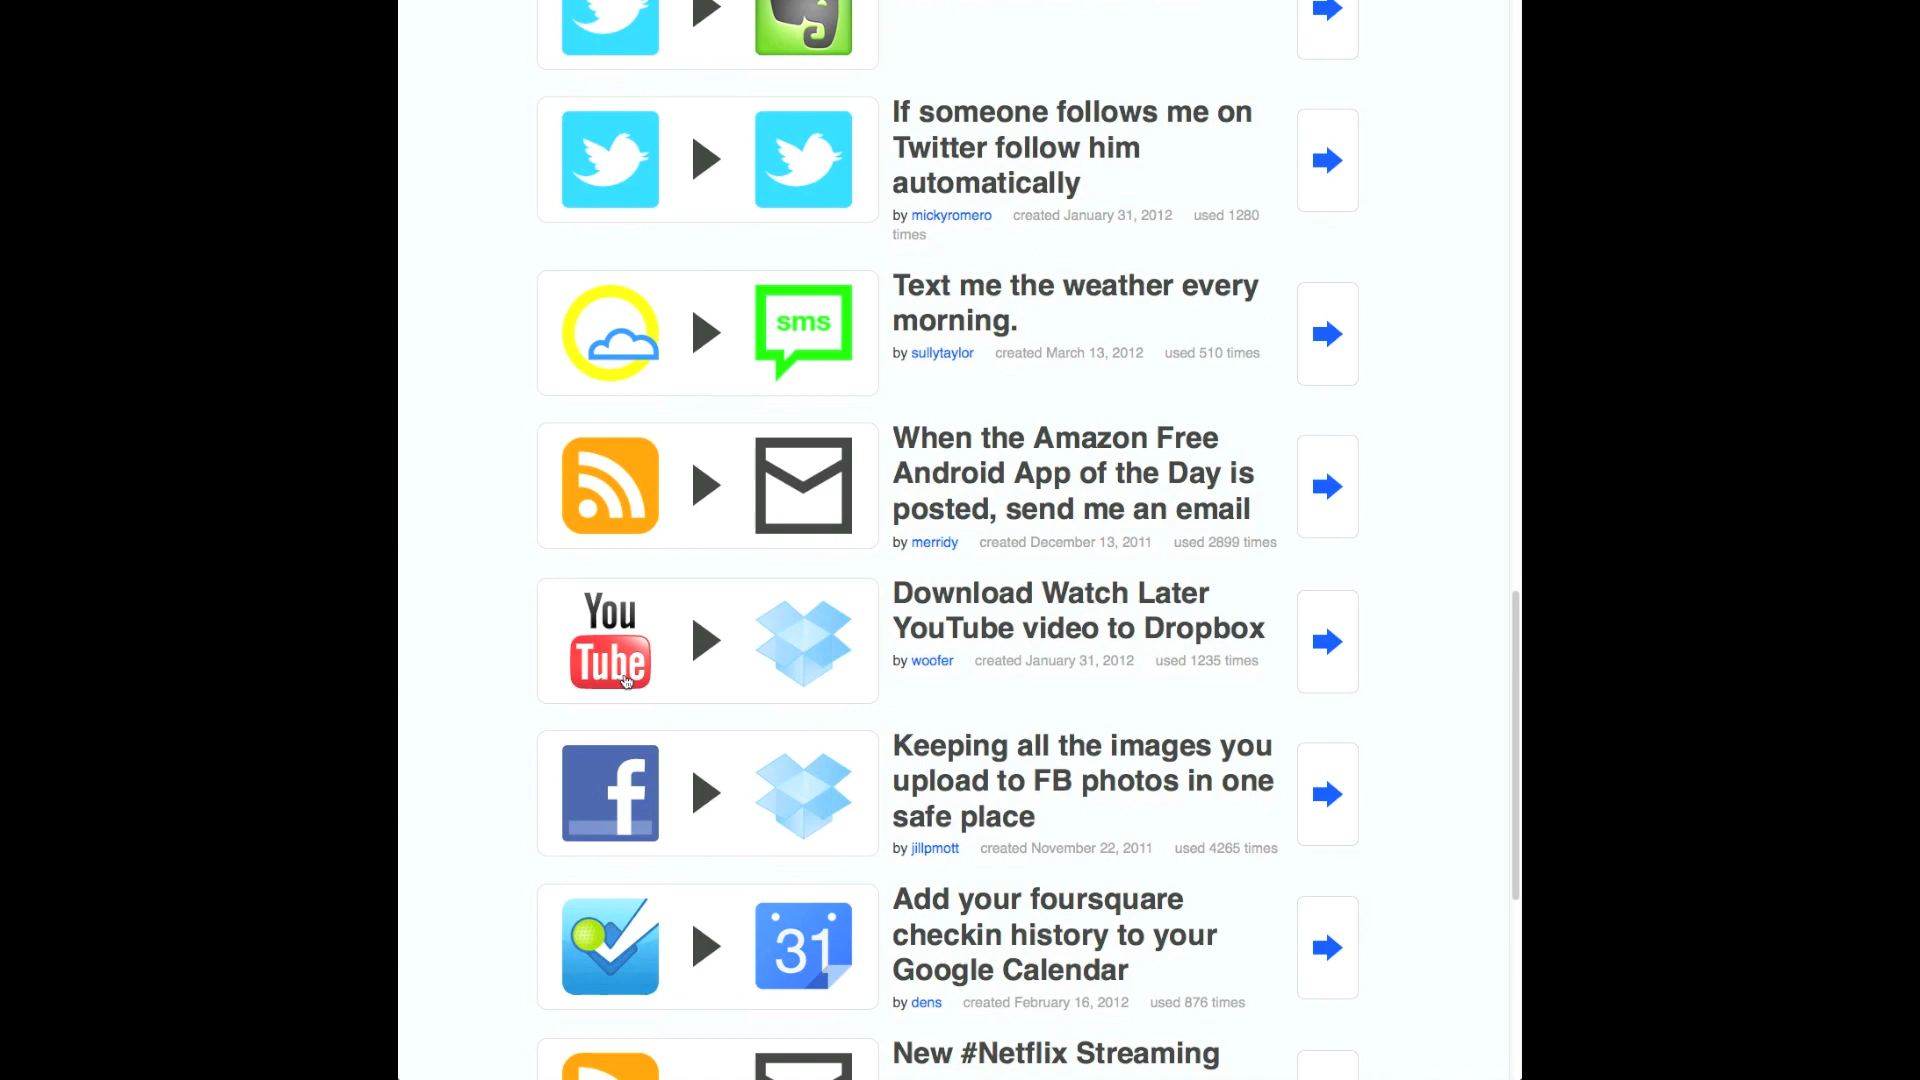 If someone follows me on
Twitter follow him
automatically
by mickyromero created January 31, 2012 used 1280
times
sms
Text me the weather every
morning.
by sullytaylor created March 13, 2012 used 510 times
When the Amazon Free
Android App of the Day is
posted, send me an email
by merridy created December 13, 2011 used 2899 times
You
Tube
Download Watch Later
YouTube video to Dropbox
by woofer created January 31, 2012 used 1235 times
f
Keeping all the images you
upload to FB photos in one
safe place
by jillpmott created November 22, 2011 used 4265 times
31
Add your foursquare
checkin history to your
Google Calendar
by dens created February 16, 2012 used 876 times
New #Netflix Streaming